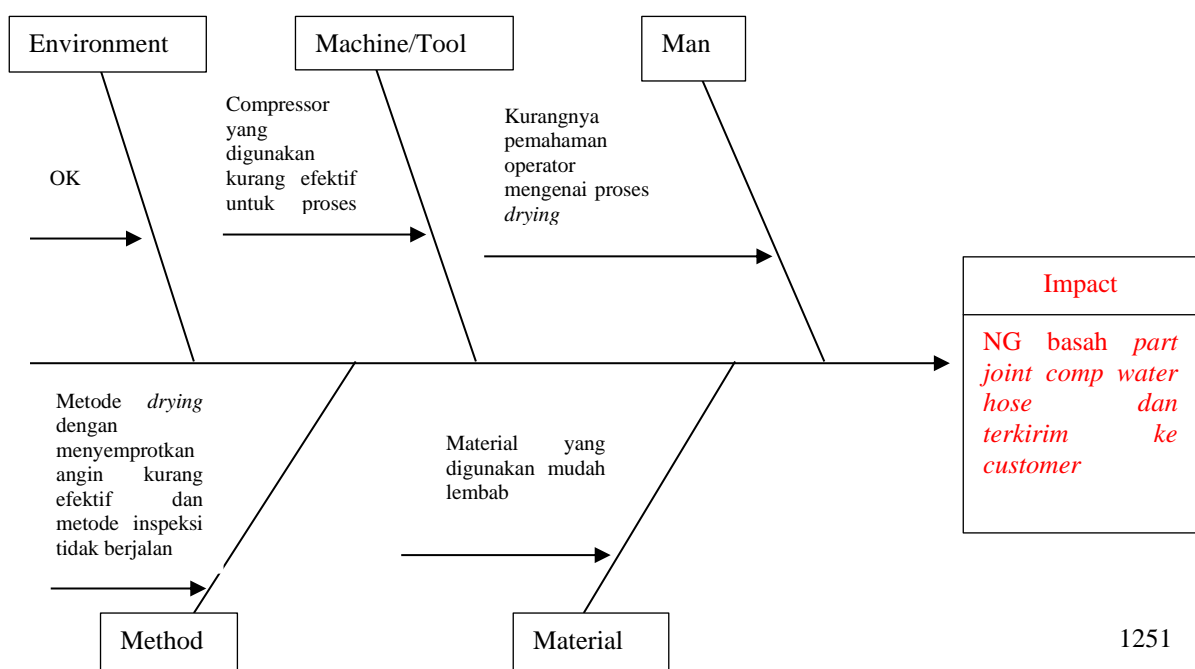 Environment
Machine/Tool
Man
OK
Compressor
yang
digunakan
kurang efektif
untuk proses
Kurangnya
pemahaman
operator
mengenai proses
drying
Impact
NG basah part
joint comp water
hose dan
terkirim ke
customer
Metode drying
dengan
menyemprotkan
angin kurang
efektif dan
metode inspeksi
tidak berjalan
Material yang
digunakan mudah
lembab
Method
Material
1251